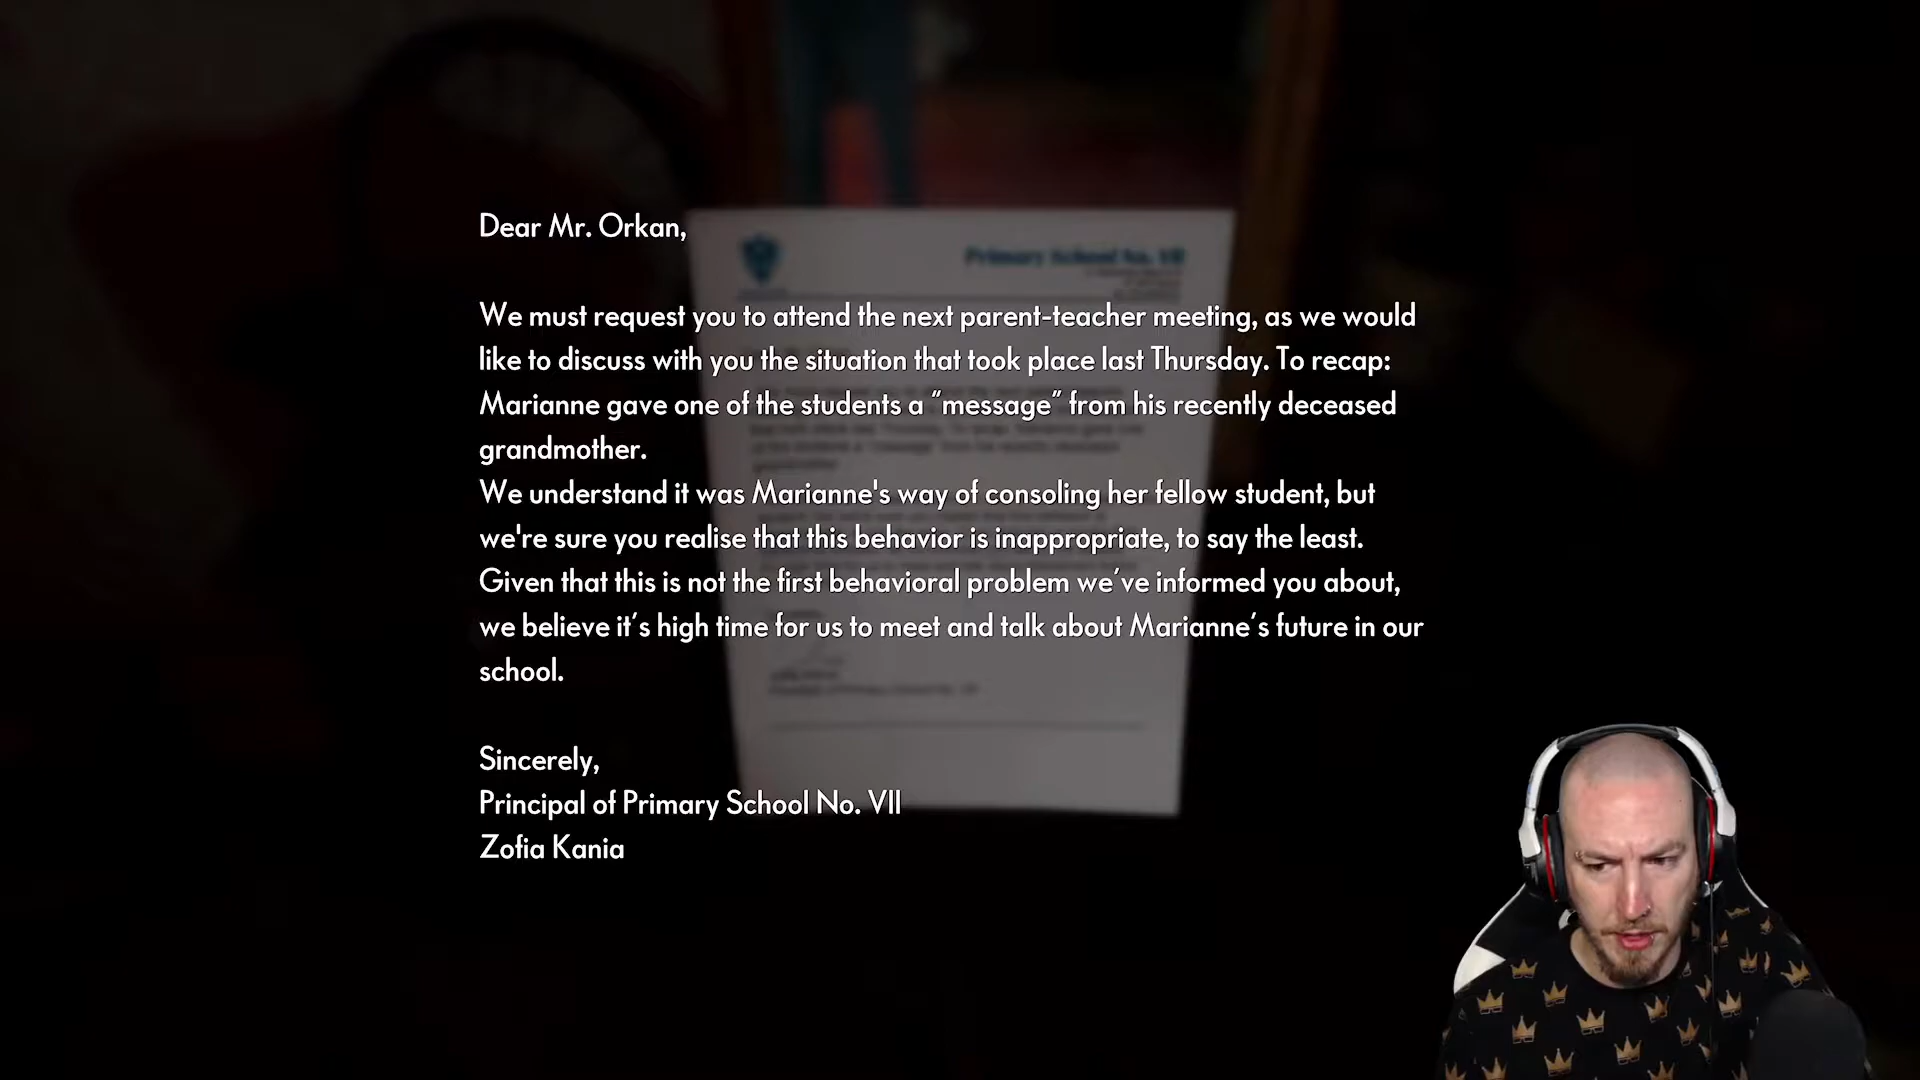 Dear Mr. Orkan,
Primary School No. VII
We must request you to attend the next parent-teacher meeting, as we would
like to discuss with you the situation that took place last Thursday. To recap:
Marianne gave one of the students a "message" from his recently deceased
grandmother.
We understand it was Marianne's way of consoling her fellow student, but
we're sure you realise that this behavior is inappropriate, to say the least.
Given that this is not the first behavioral problem we've informed you about,
we believe it's high time for us to meet and talk about Marianne's future in our
school.
Sincerely,
Principal of Primary School No. VII
Zofia Kania